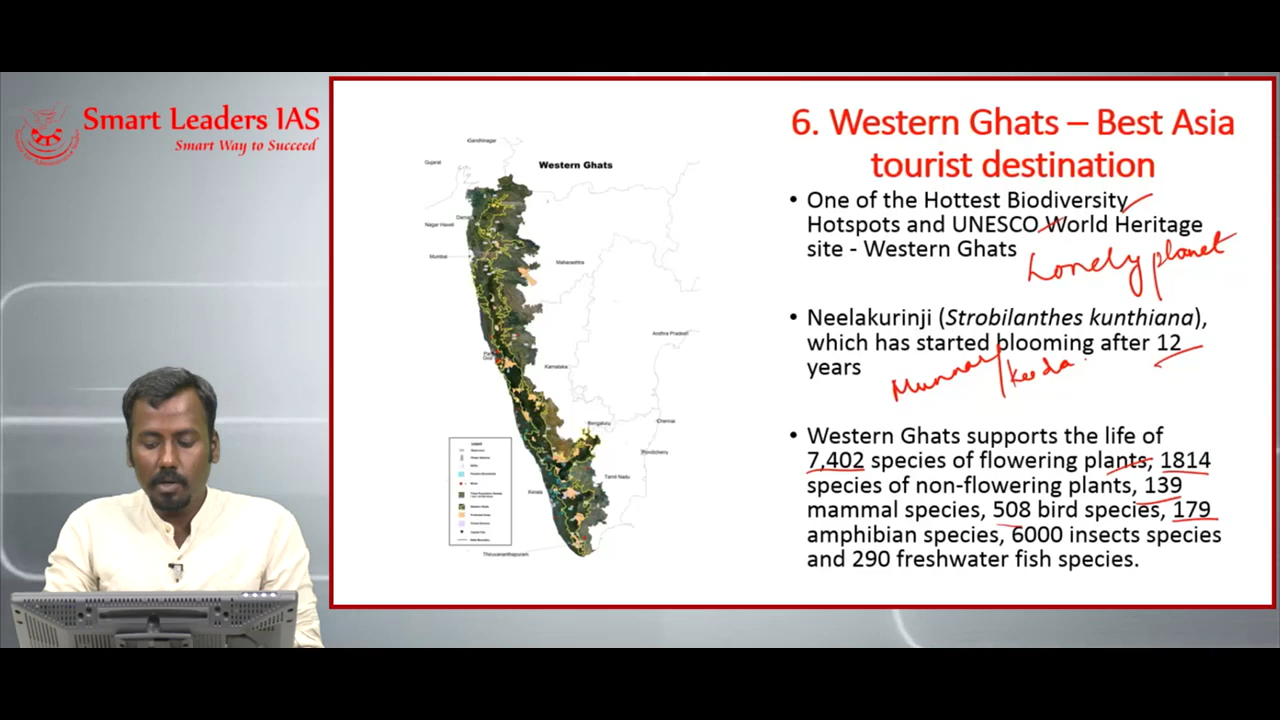 Smart Leaders IAS
Smart Way to Succeed
6. Western Ghats – Best Asia
tourist destination
• One of the Hottest Biodiversity
Hotspots and UNESCO World Heritage
site - Western Ghats
Lonely planet
• Neelakurinji (Strobilanthes kunthiana),
which has started blooming after 12
years
Munnar/
• Western Ghats supports the life of
7,402 species of flowering plants, 1814
species of non-flowering plants, 139
mammal species, 508 bird species, 179
amphibian species, 6000 insects species
and 290 freshwater fish species.
Western Ghats
Gandhinagar
Gujarat
Daman
Nagar Haveli
Mumbai
Maharashtra
Andhra Pradesh
Goa
Karnataka
Bengaluru
Chennai
Pondicherry
Tamil Nadu
Kerala
Thiruvananthapuram